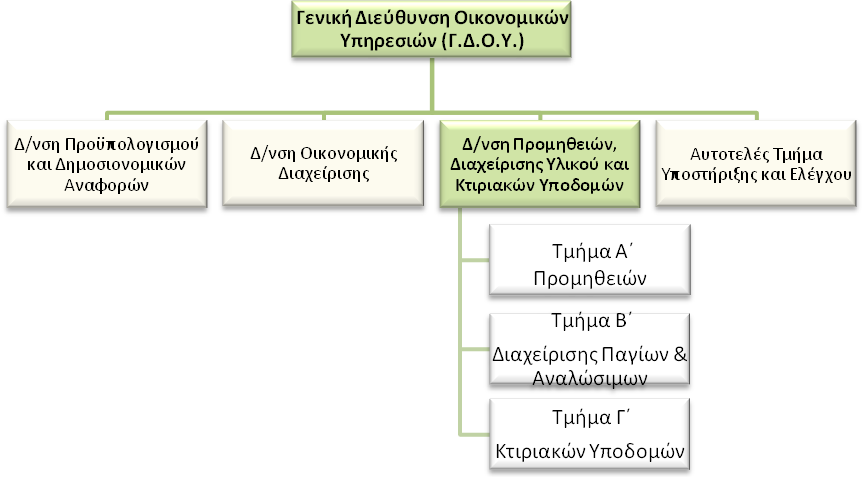 Γενική Διεύθυνση Οικονομικών
Υπηρεσιών (Γ.Δ.Ο.Υ.)
Δ/νση Προϋπολογισμού
και Δημοσιονομικών
Αναφορών
Δ/νση Οικονομικής
Διαχείρισης
Δ/νση Προμηθειών,
Διαχείρισης Υλικού και
Κτιριακών Υποδομών
Αυτοτελές Τμήμα
Υποστήριξης και Ελέγχου
Τμήμα Α΄
Προμηθειών
Τμήμα Β΄
Διαχείρισης Παγίων &
Αναλώσιμων
Τμήμα Γ΄
Κτιριακών Υποδομών